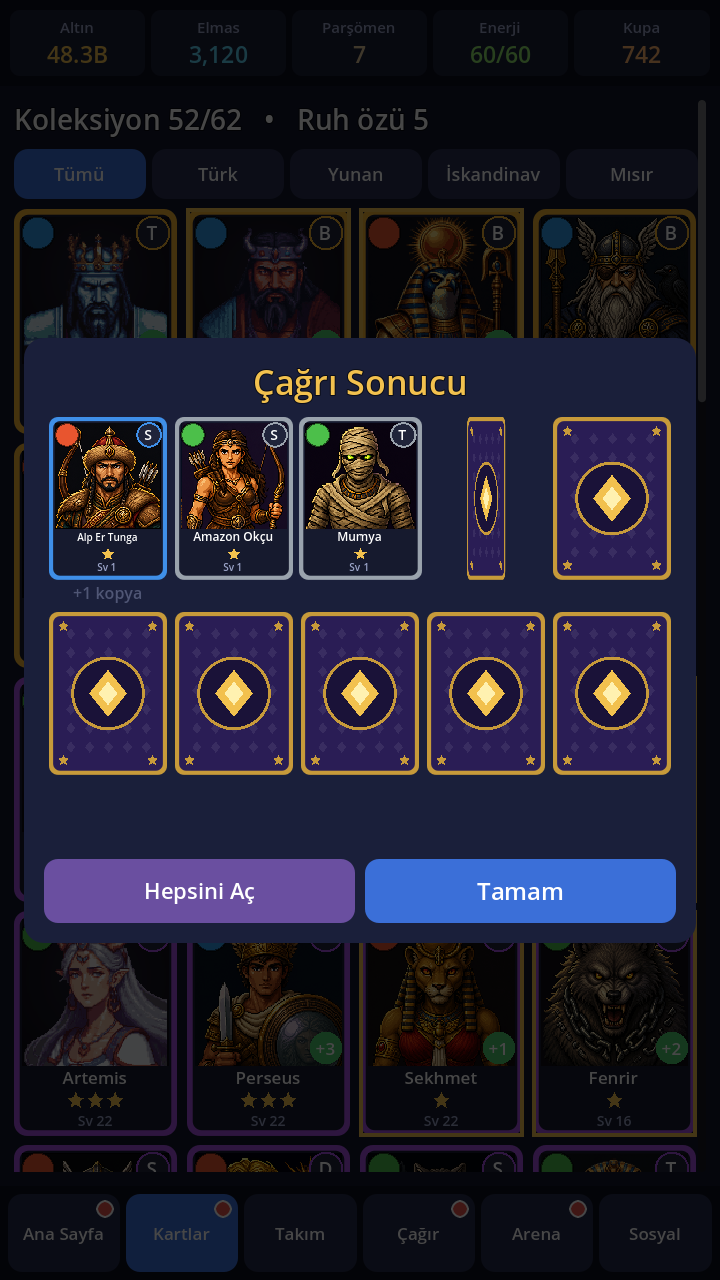 Altın
Elmas
Parşömen
Enerji
Kupa
48.3B
3,120
7
60/60
742
Koleksiyon 52/62 • Ruh özü 5
Tümü
Türk
Yunan
İskandinav
Mısır
T
B
B
B
Çağrı Sonucu
S
S
T
Alp Er Tunga
Amazon Okçu
Mumya
Sv 1
Sv 1
Sv 1
+1 kopya
Hepsini Aç
Tamam
+3
+1
+2
Artemis
Perseus
Sekhmet
Fenrir
Sv 22
Sv 22
Sv 22
Sv 16
S
D
S
T
Ana Sayfa
Kartlar
Takım
Çağır
Arena
Sosyal